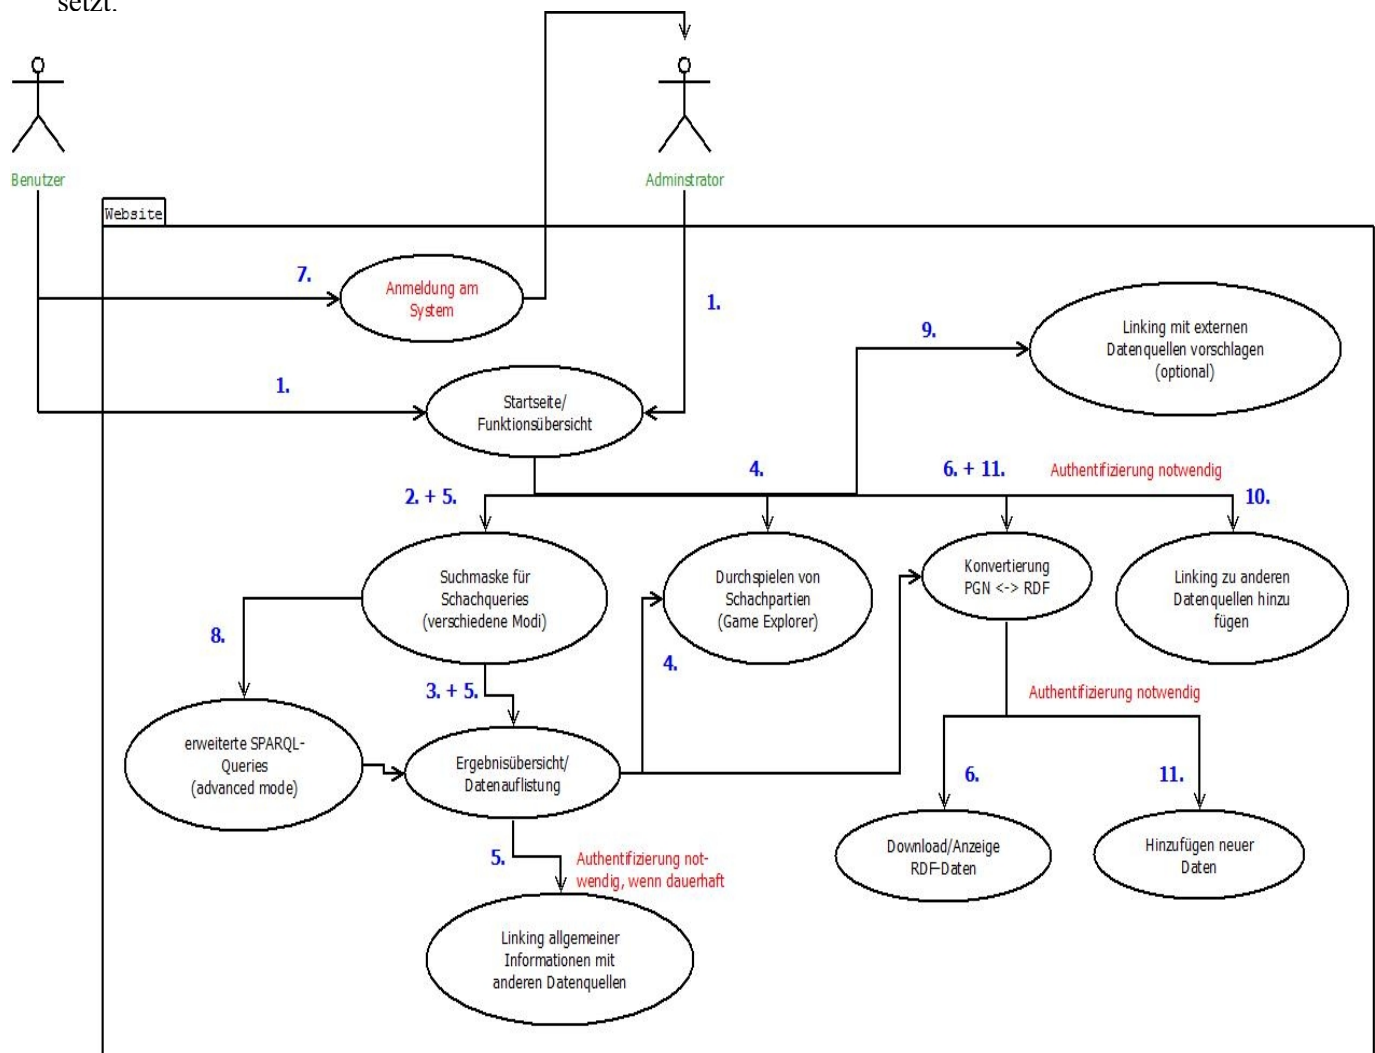 setzt.
Benutzer
Adminstrator
Website
7.
Anmeldung am
System
1.
9.
Linking mit externen
Datenquellen vorschlagen
(optional)
1.
Startseite/
Funktionsübersicht
2. + 5.
4.
6. + 11.
Authentifizierung notwendig
10.
Suchmaske für
Schachqueries
(verschiedene Modi)
Durchspielen von
Schachpartien
(Game Explorer)
Konvertierung
PGN <-> RDF
Linking zu anderen
Datenquellen hinzu
fügen
8.
4.
3. + 5.
Authentifizierung notwendig
erweiterte SPARQL-
Queries
(advanced mode)
Ergebnisübersicht/
Datenauflistung
6.
11.
5.
Authentifizierung not-
wendig, wenn dauerhaft
Download/Anzeige
RDF-Daten
Hinzufügen neuer
Daten
Linking allgemeiner
Informationen mit
anderen Datenquellen